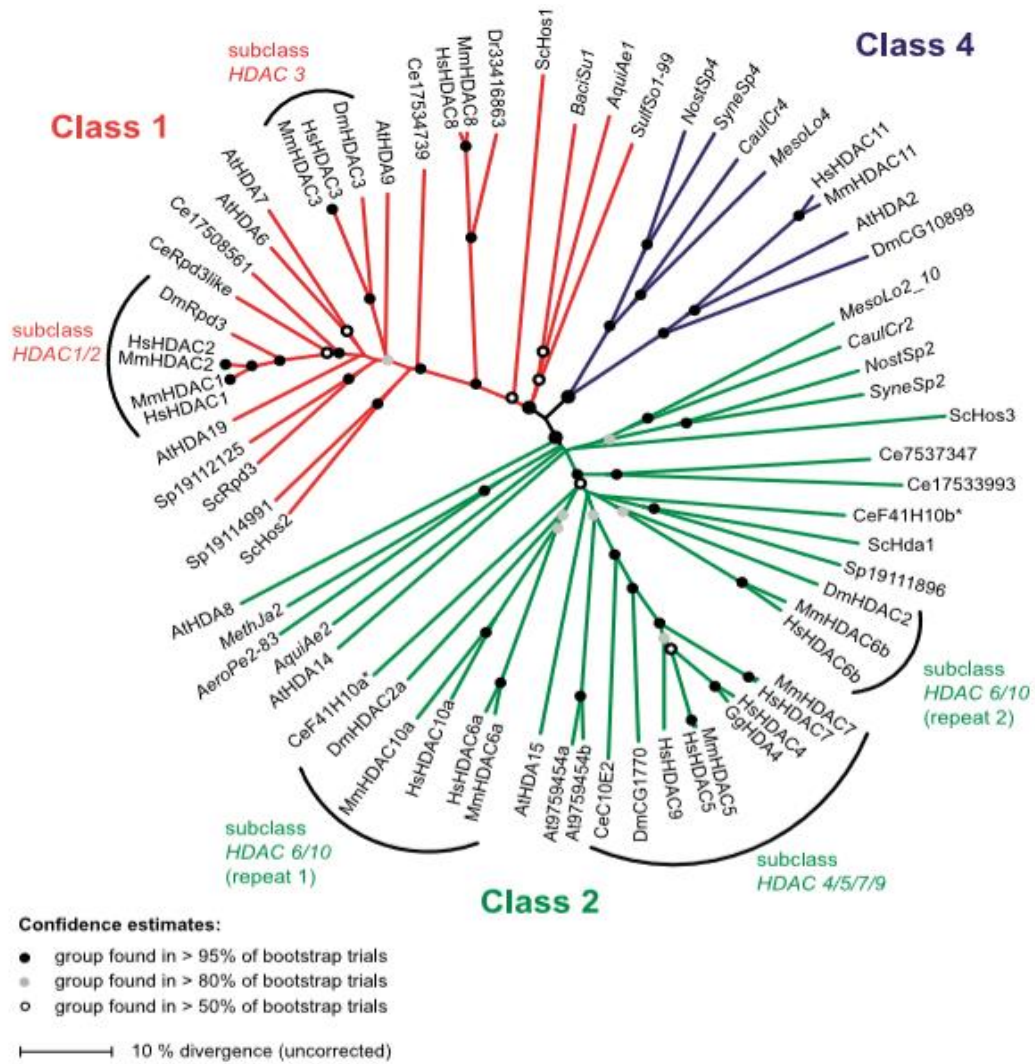 Class 1
subclass
HDAC 3
Class 4
subclass
HDAC1/2
HsHDAC1
MmHDAC1
MmHDAC2
HsHDAC2
DmRpd3
CeRpd3like
Ce17508561
AtHDA6
AtHDA7
MmHDAC3
HsHDAC3
DmHDAC3
AtHDA9
Ce17534739
HsHDAC8
MmHDAC8
Dr33416863
ScHos1
BaciSu1
AquiAe1
SulfSo1-99
NostSp4
SyneSp4
CaulCr4
MesoLo4
HsHDAC11
MmHDAC11
AtHDA2
DmCG10899
MesoLo2_10
CaulCr2
NostSp2
SyneSp2
ScHos3
Ce7537347
Ce17533993
CeF41H10b*
ScHda1
Sp19111896
DmHDAC2
MmHDAC6b
HsHDAC6b
subclass
HDAC 6/10
(repeat 2)
MmHDAC7
HsHDAC7
HsHDAC4
GgHDA4
MmHDAC5
HsHDAC5
HsHDAC9
DmCG1770
CeC10E2
At9759454b
At9759454a
AtHDA15
subclass
HDAC 4/5/7/9
MmHDAC6a
HsHDAC6a
HsHDAC10a
MmHDAC10a
DmHDAC2a
CeF41H10a*
subclass
HDAC 6/10
(repeat 1)
AtHDA14
AquiAe2
AeroPe2-83
MethJa2
AtHDA8
ScHos2
Sp19114991
ScRpd3
Sp19112125
AtHDA19
Class 2
Confidence estimates:
group found in > 95% of bootstrap trials
group found in > 80% of bootstrap trials
group found in > 50% of bootstrap trials
10 % divergence (uncorrected)